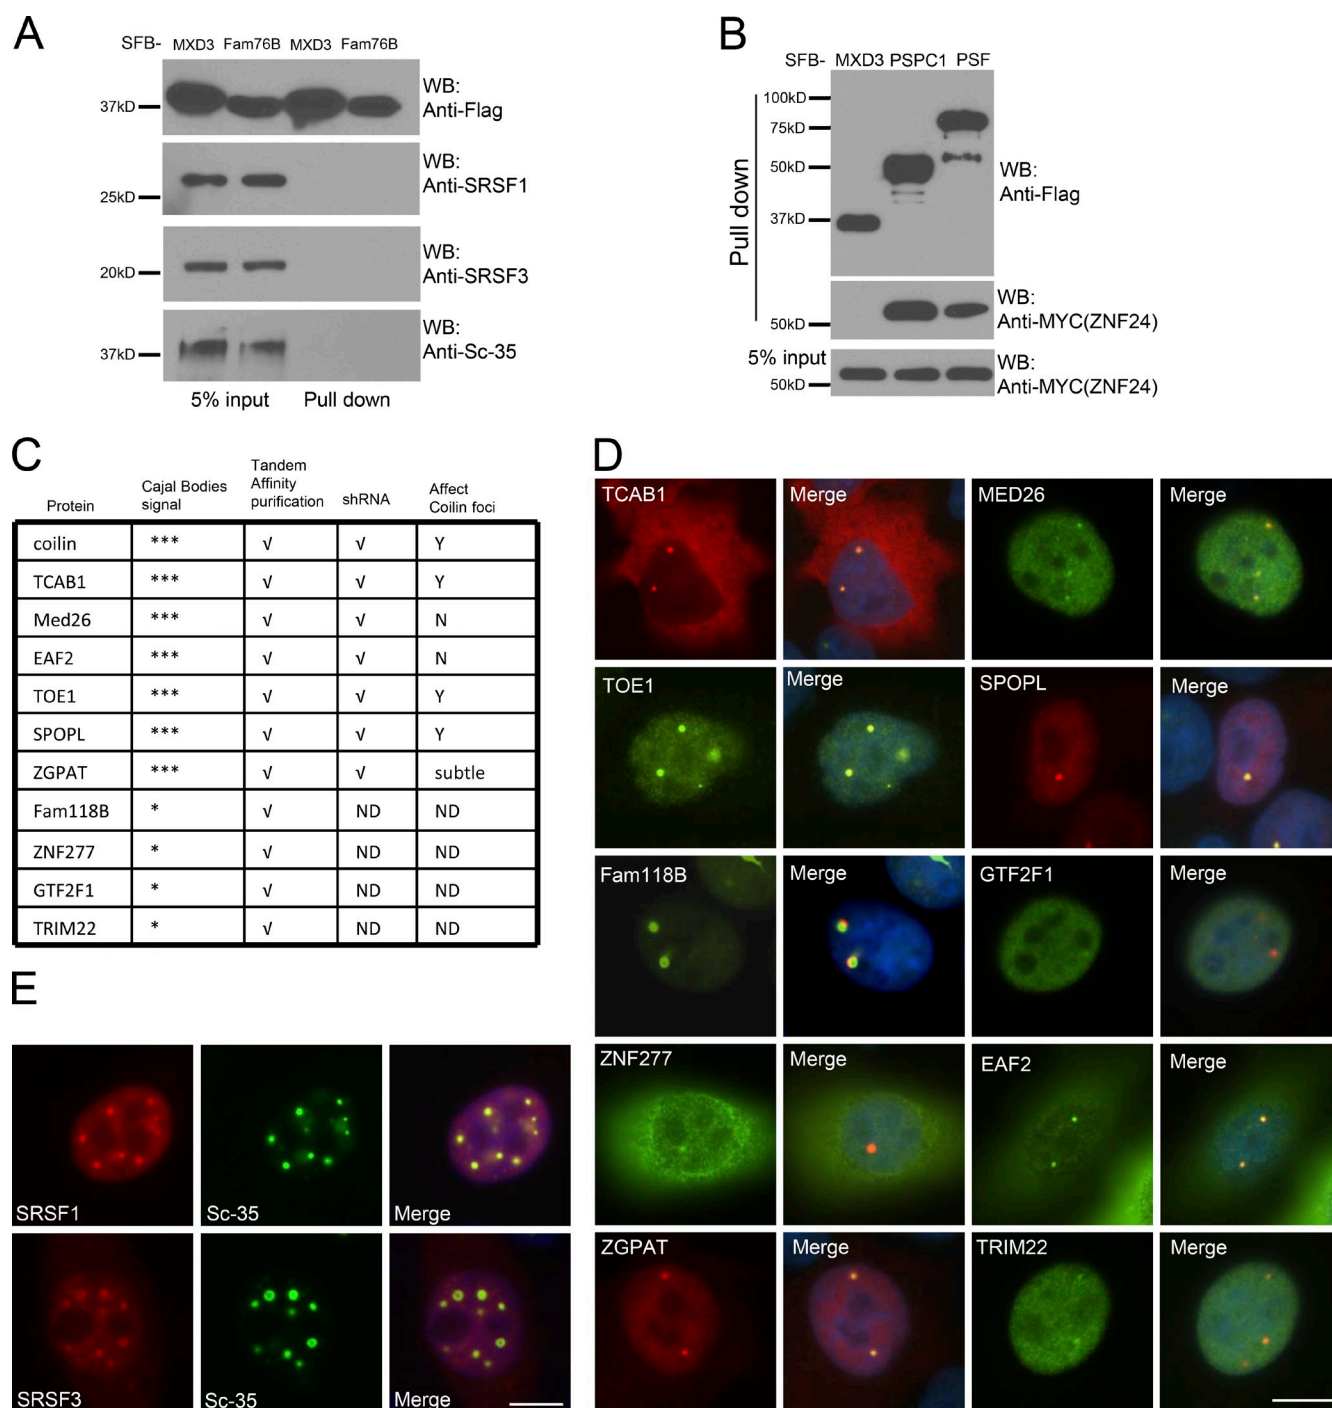 A
SFB- MXD3 Fam76B MXD3 Fam76B
37kD
WB:
Anti-Flag
25kD
WB:
Anti-SRSF1
20kD
WB:
Anti-SRSF3
37kD
WB:
Anti-Sc-35
5% input Pull down
B
SFB- MXD3 PSPC1 PSF
Pull down
100kD
75kD
50kD
37kD
WB:
Anti-Flag
50kD
WB:
Anti-MYC(ZNF24)
5% input
50kD
WB:
Anti-MYC(ZNF24)
C
Protein Cajal Bodies signal Tandem Affinity purification shRNA Affect Coilin foci
coilin *** √ √ Y
TCAB1 *** √ √ Y
Med26 *** √ √ N
EAF2 *** √ √ N
TOE1 *** √ √ Y
SPOPL *** √ √ Y
ZGPAT *** √ √ subtle
Fam118B * √ ND ND
ZNF277 * √ ND ND
GTF2F1 * √ ND ND
TRIM22 * √ ND ND
D
TCAB1 Merge MED26 Merge
TOE1 Merge SPOPL Merge
Fam118B Merge GTF2F1 Merge
ZNF277 Merge EAF2 Merge
ZGPAT Merge TRIM22 Merge
E
SRSF1 Sc-35 Merge
SRSF3 Sc-35 Merge